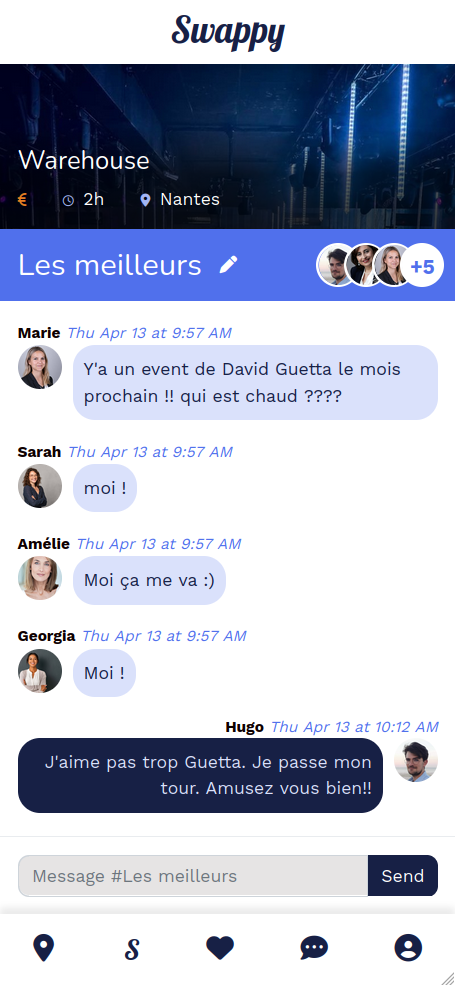 Swappy
Warehouse
€ 2h Nantes
Les meilleurs +5
Marie Thu Apr 13 at 9:57 AM
Y'a un event de David Guetta le mois
prochain !! qui est chaud ????
Sarah Thu Apr 13 at 9:57 AM
moi !
Amélie Thu Apr 13 at 9:57 AM
Moi ça me va :)
Georgia Thu Apr 13 at 9:57 AM
Moi !
Hugo Thu Apr 13 at 10:12 AM
J'aime pas trop Guetta. Je passe mon
tour. Amusez vous bien!!
Message #Les meilleurs Send
S